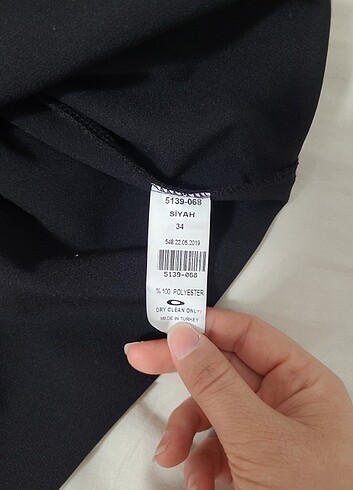 5139-068
SİYAH
34
548.22.05.2019
5139-068
%100 POLYESTER
DRY CLEAN ONLY!
MADE IN TURKEY